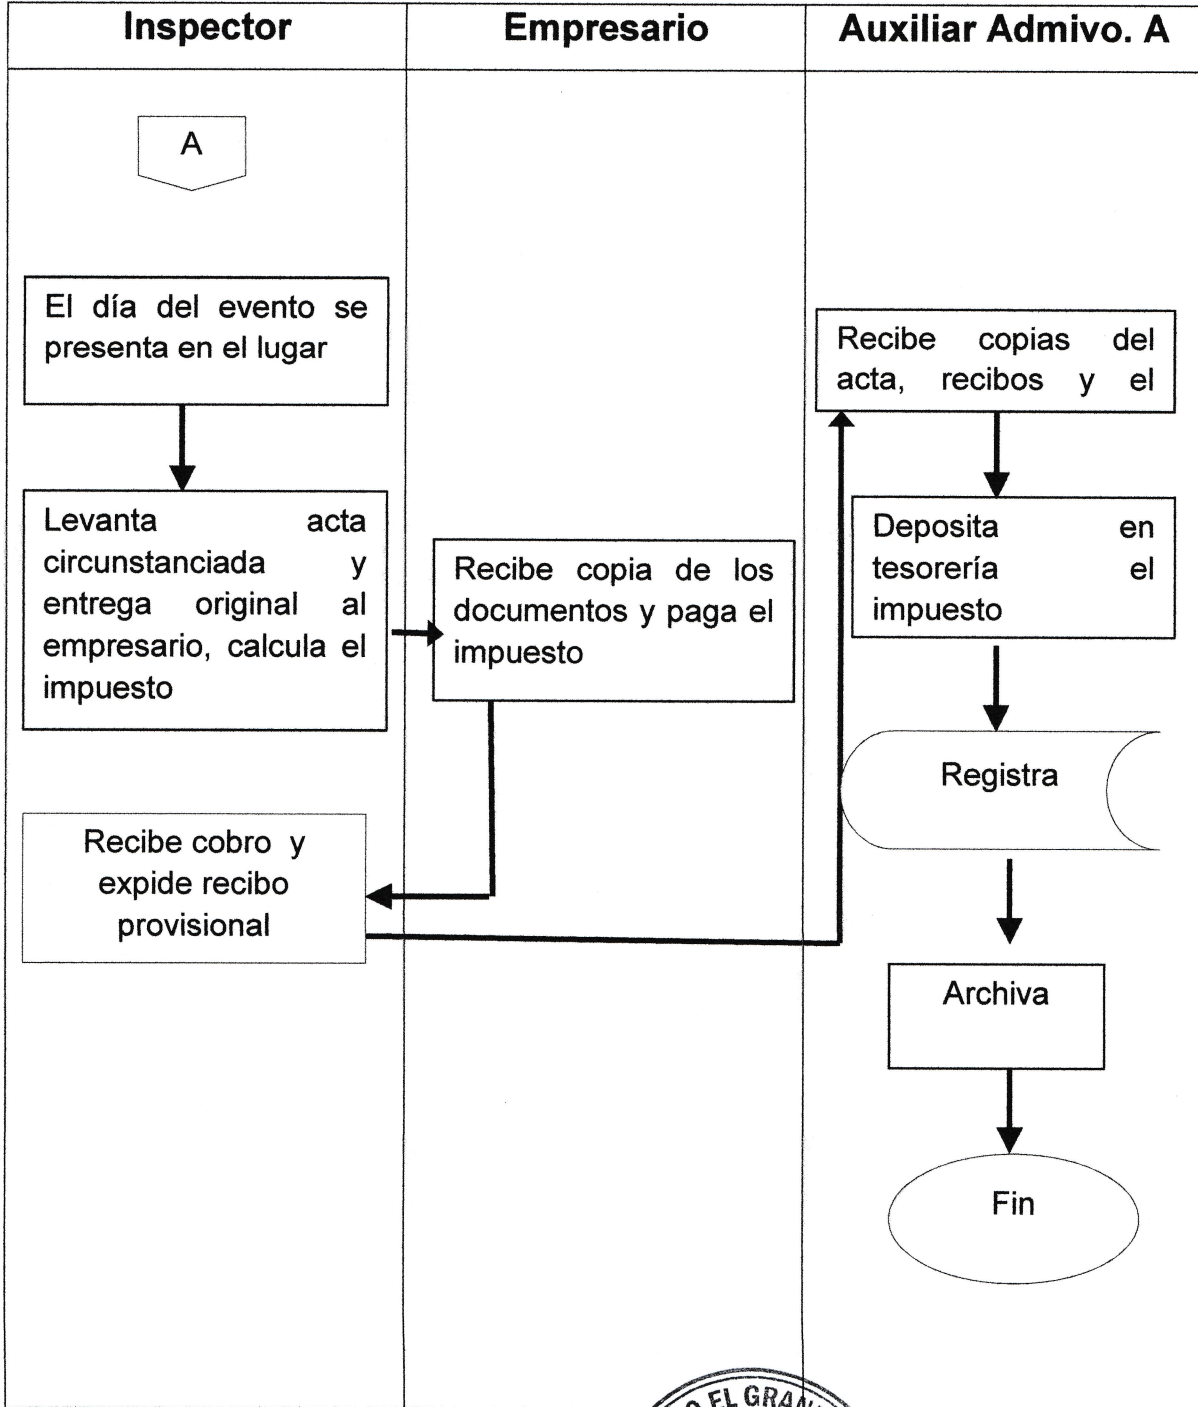 Inspector
Empresario
Auxiliar Admivo. A
A
El día del evento se
presenta en el lugar
Levanta acta
circunstanciada y
entrega original al
empresario, calcula el
impuesto
Recibe cobro y
expide recibo
provisional
Recibe copia de los
documentos y paga el
impuesto
Recibe copias del
acta, recibos y el
Deposita en
tesorería el
impuesto
Registra
Archiva
Fin
O EL GRAN